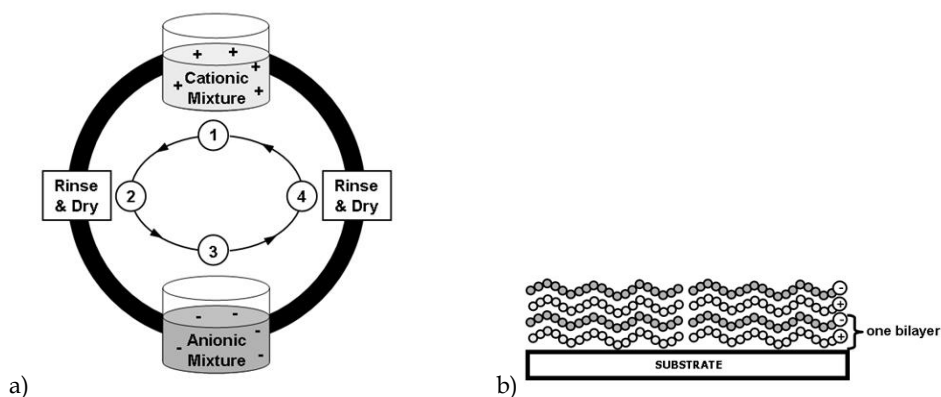 + + + + +
Cationic
Mixture
1
Rinse
& Dry
2
4
Rinse
& Dry
3
- - - - -
Anionic
Mixture
a)
-
+
-
+
one bilayer
SUBSTRATE
b)